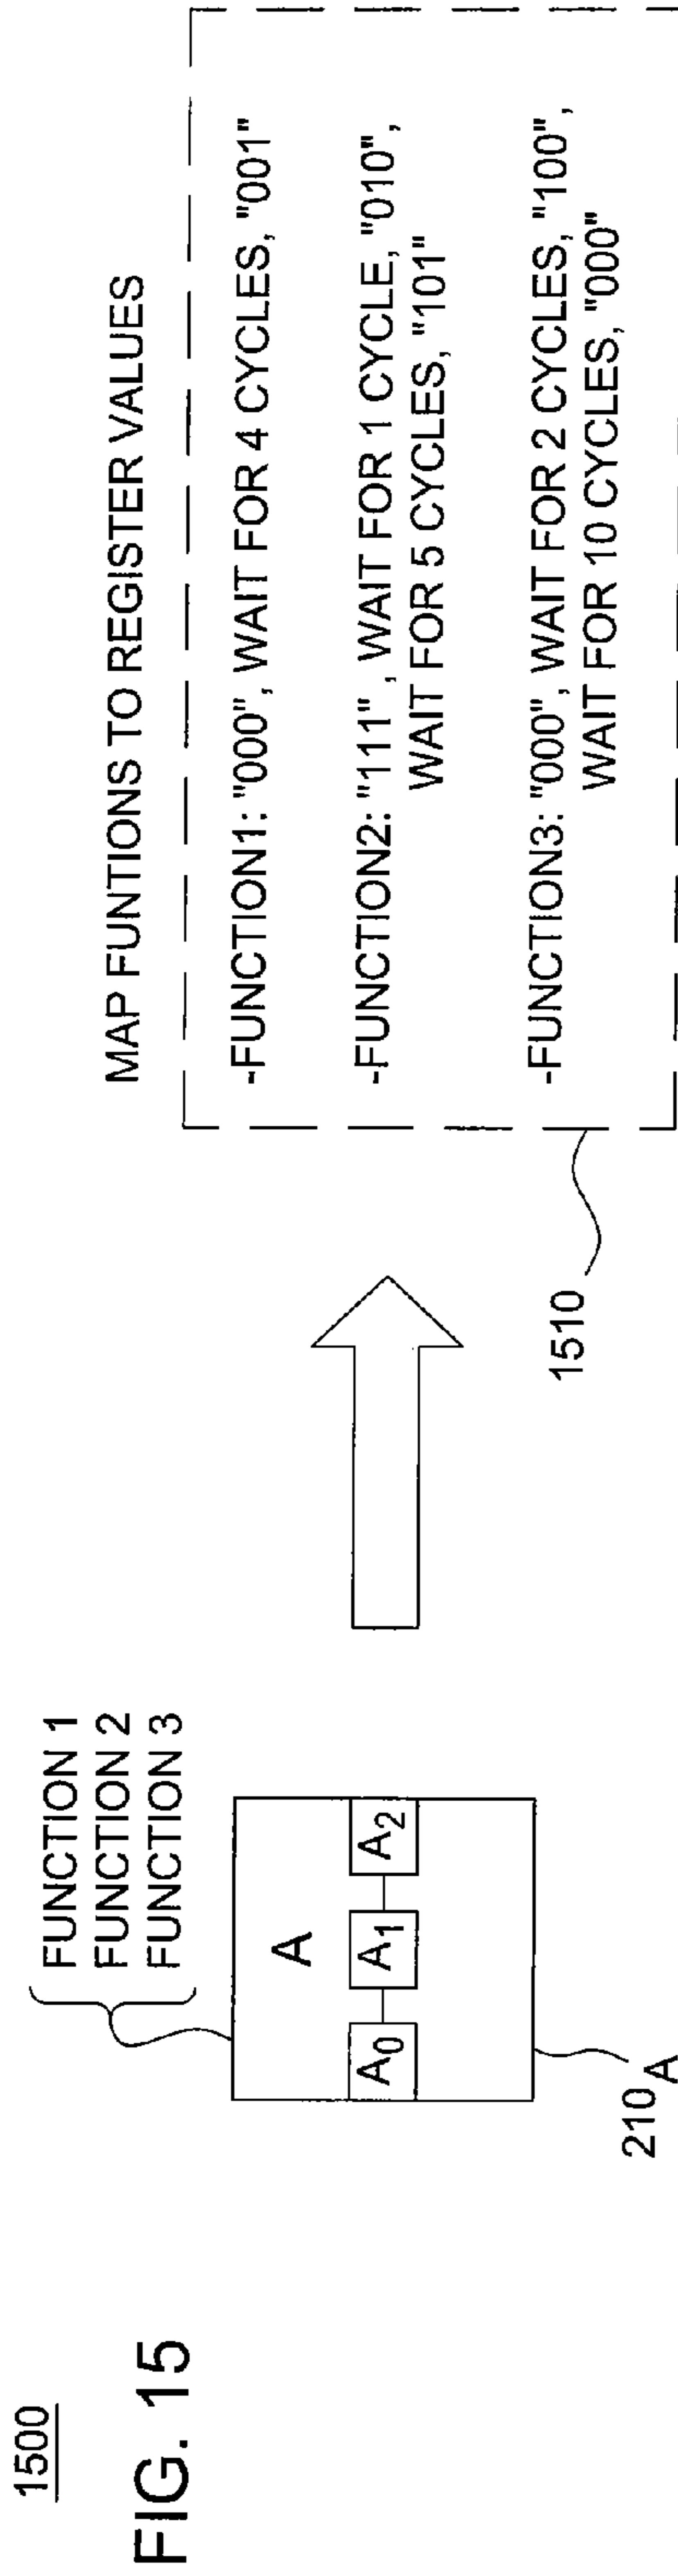 1500
FIG. 15
FUNCTION 1
FUNCTION 2
FUNCTION 3
A
A0 A1 A2
210A
MAP FUNTIONS TO REGISTER VALUES
-FUNCTION1: "000", WAIT FOR 4 CYCLES, "001"
-FUNCTION2: "111", WAIT FOR 1 CYCLE, "010",
WAIT FOR 5 CYCLES, "101"
-FUNCTION3: "000", WAIT FOR 2 CYCLES, "100",
WAIT FOR 10 CYCLES, "000"
1510